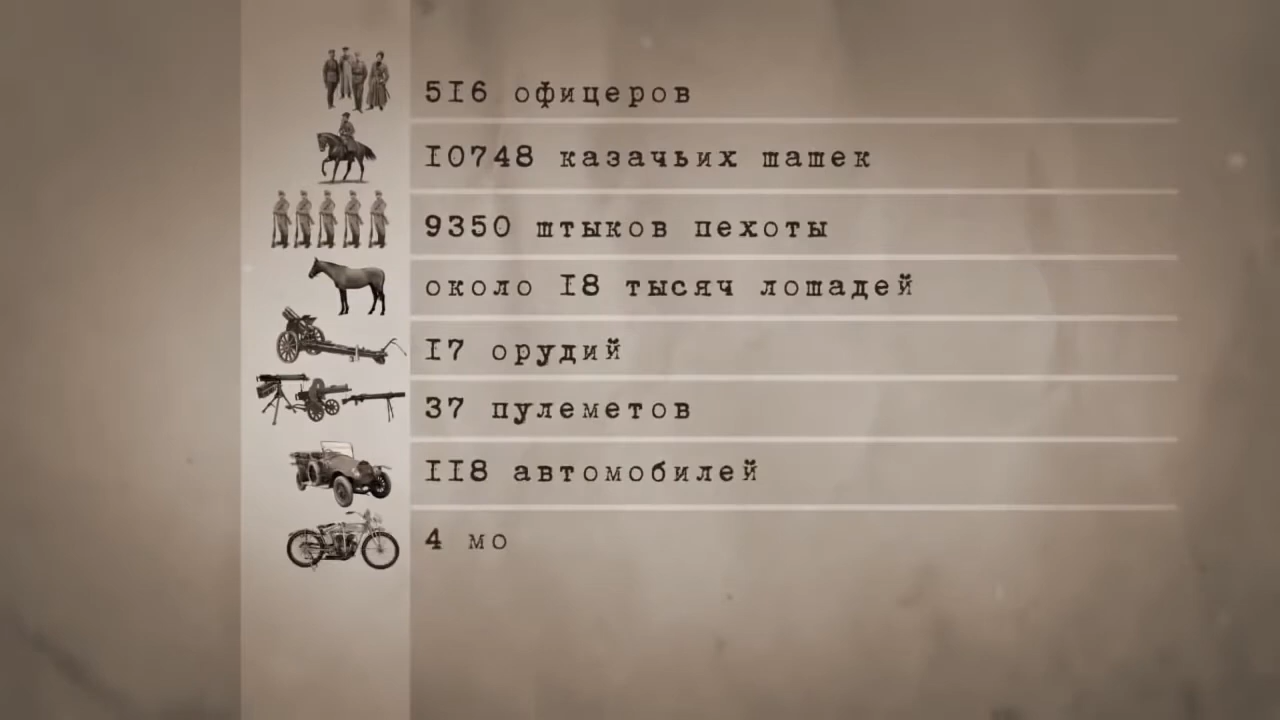 516 офицеров
10748 казачьих шашек
9350 штыков пехоты
около 18 тысяч лошадей
17 орудий
37 пулеметов
118 автомобилей
4 мо